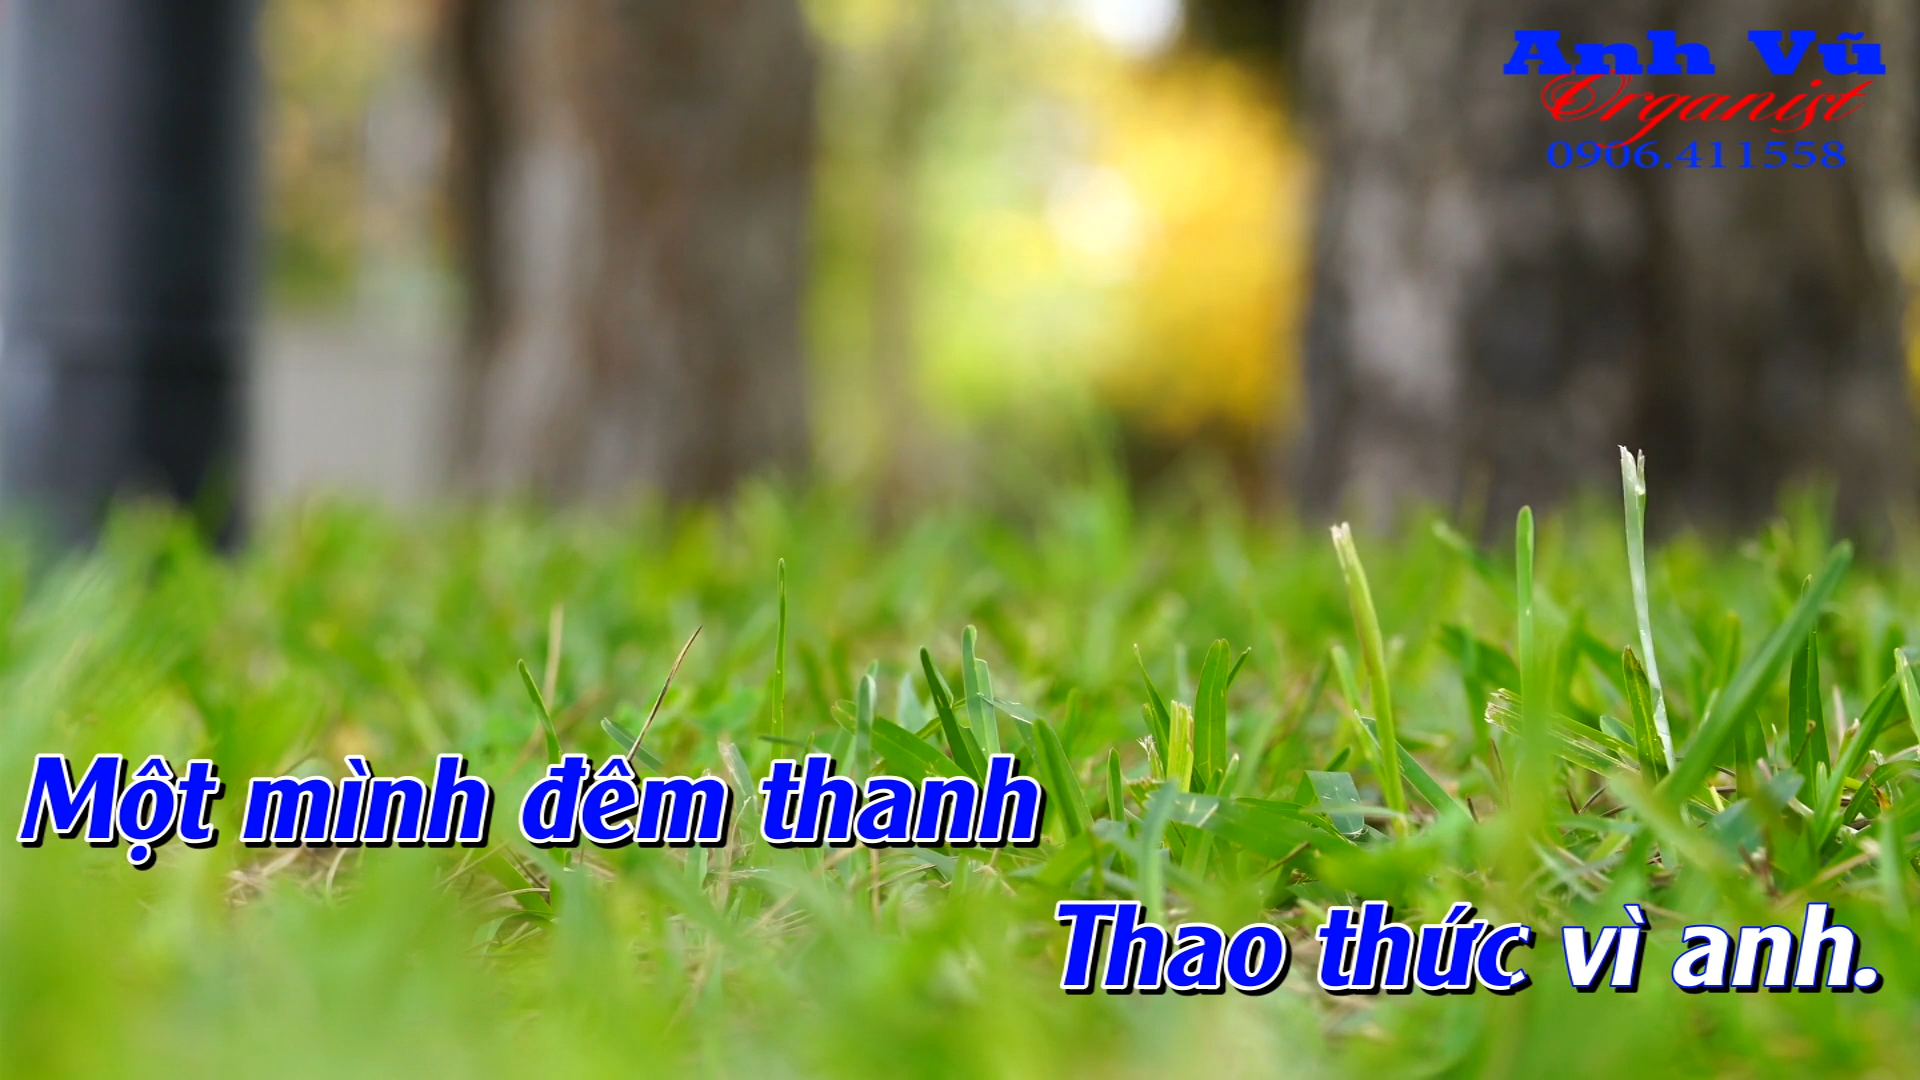 Anh Vũ
Organist
0906.411558
Một mình đêm thanh
Thao thức vì anh.